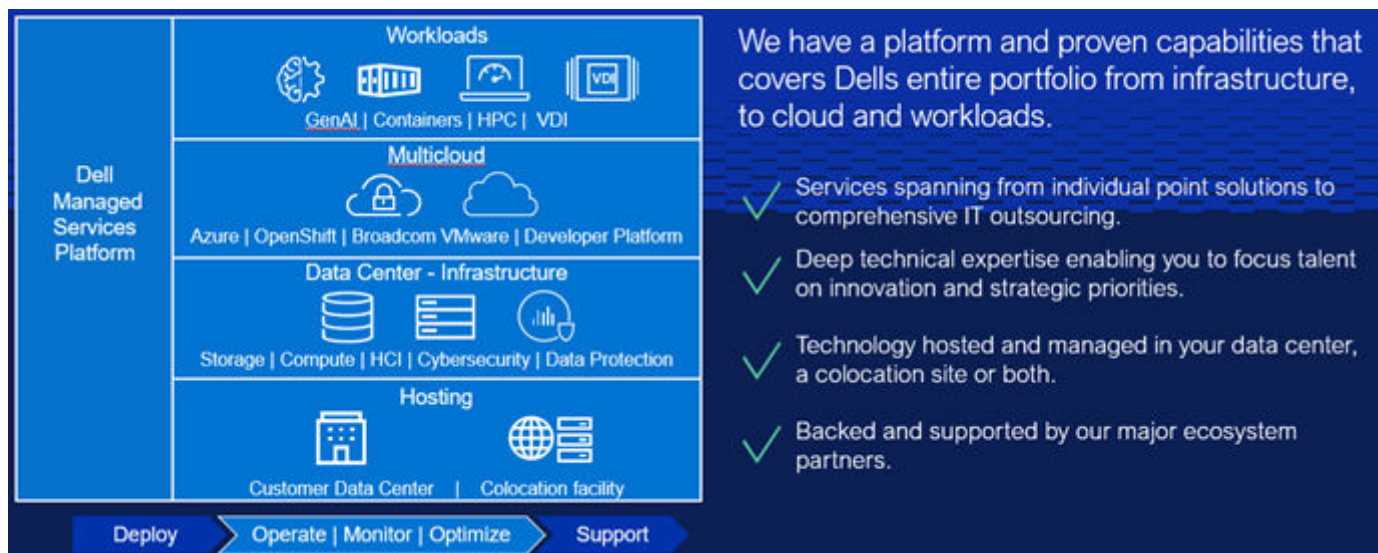 Dell
Managed
Services
Platform
Workloads
VDI
GenAI | Containers | HPC | VDI
Multicloud
Azure | OpenShift | Broadcom VMware | Developer Platform
Data Center - Infrastructure
Storage | Compute | HCI | Cybersecurity | Data Protection
Hosting
Customer Data Center | Colocation facility
Deploy
Operate | Monitor | Optimize
Support
We have a platform and proven capabilities that
covers Dells entire portfolio from infrastructure,
to cloud and workloads.
Services spanning from individual point solutions to
comprehensive IT outsourcing.
Deep technical expertise enabling you to focus talent
on innovation and strategic priorities.
Technology hosted and managed in your data center,
a colocation site or both.
Backed and supported by our major ecosystem
partners.